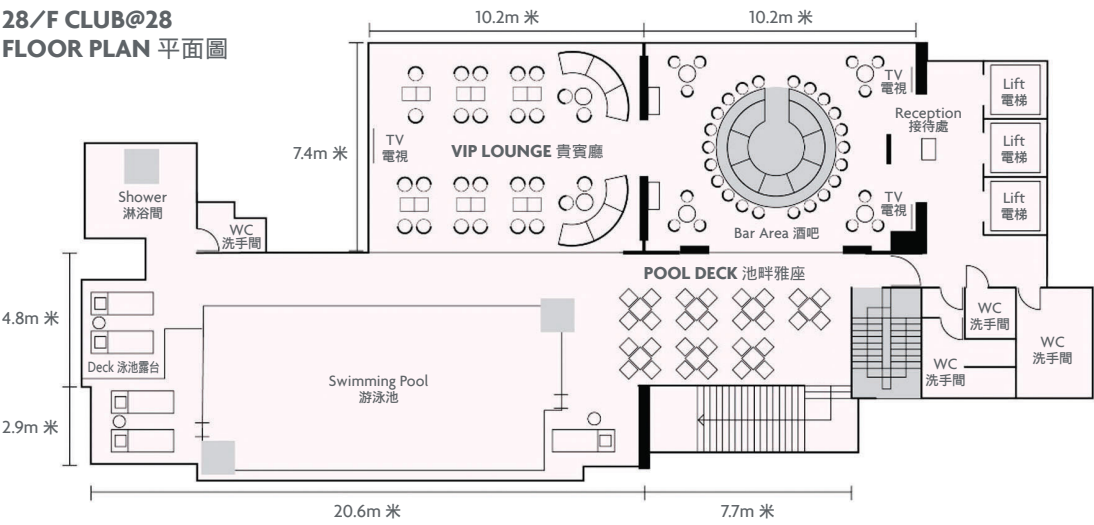 28/F CLUB@28
FLOOR PLAN 平面圖
10.2m 米
10.2m 米
7.4m 米
TV
電視
VIP LOUNGE 貴賓廳
TV
電視
Reception
接待處
Lift
電梯
Lift
電梯
Lift
電梯
TV
電視
Bar Area 酒吧
Shower
淋浴間
WC
洗手間
POOL DECK 池畔雅座
4.8m 米
Deck 泳池露台
Swimming Pool
游泳池
WC
洗手間
WC
洗手間
WC
洗手間
2.9m 米
20.6m 米
7.7m 米